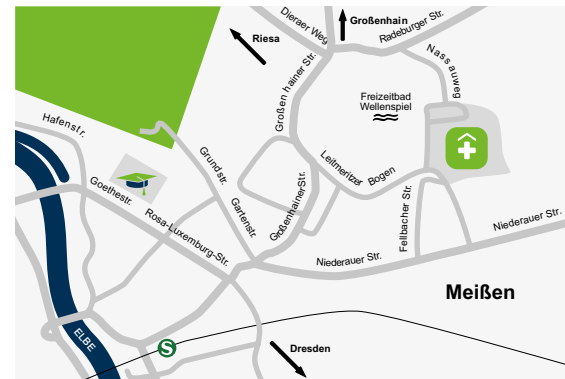 Großenhain
Dieraer Weg
Radeburger Str.
Riesa
Nassauweg
Großenhainer Str.
Freizeitbad
Wellenspiel
Hafenstr.
Grundstr.
Leitmeritzer Bogen
Goethestr.
Gartenstr.
Großenhainer-Str.
Fellbacher Str.
Rosa-Luxemburg-Str.
Niederauer Str.
Niederauer Str.
Meißen
ELBE
S
Dresden